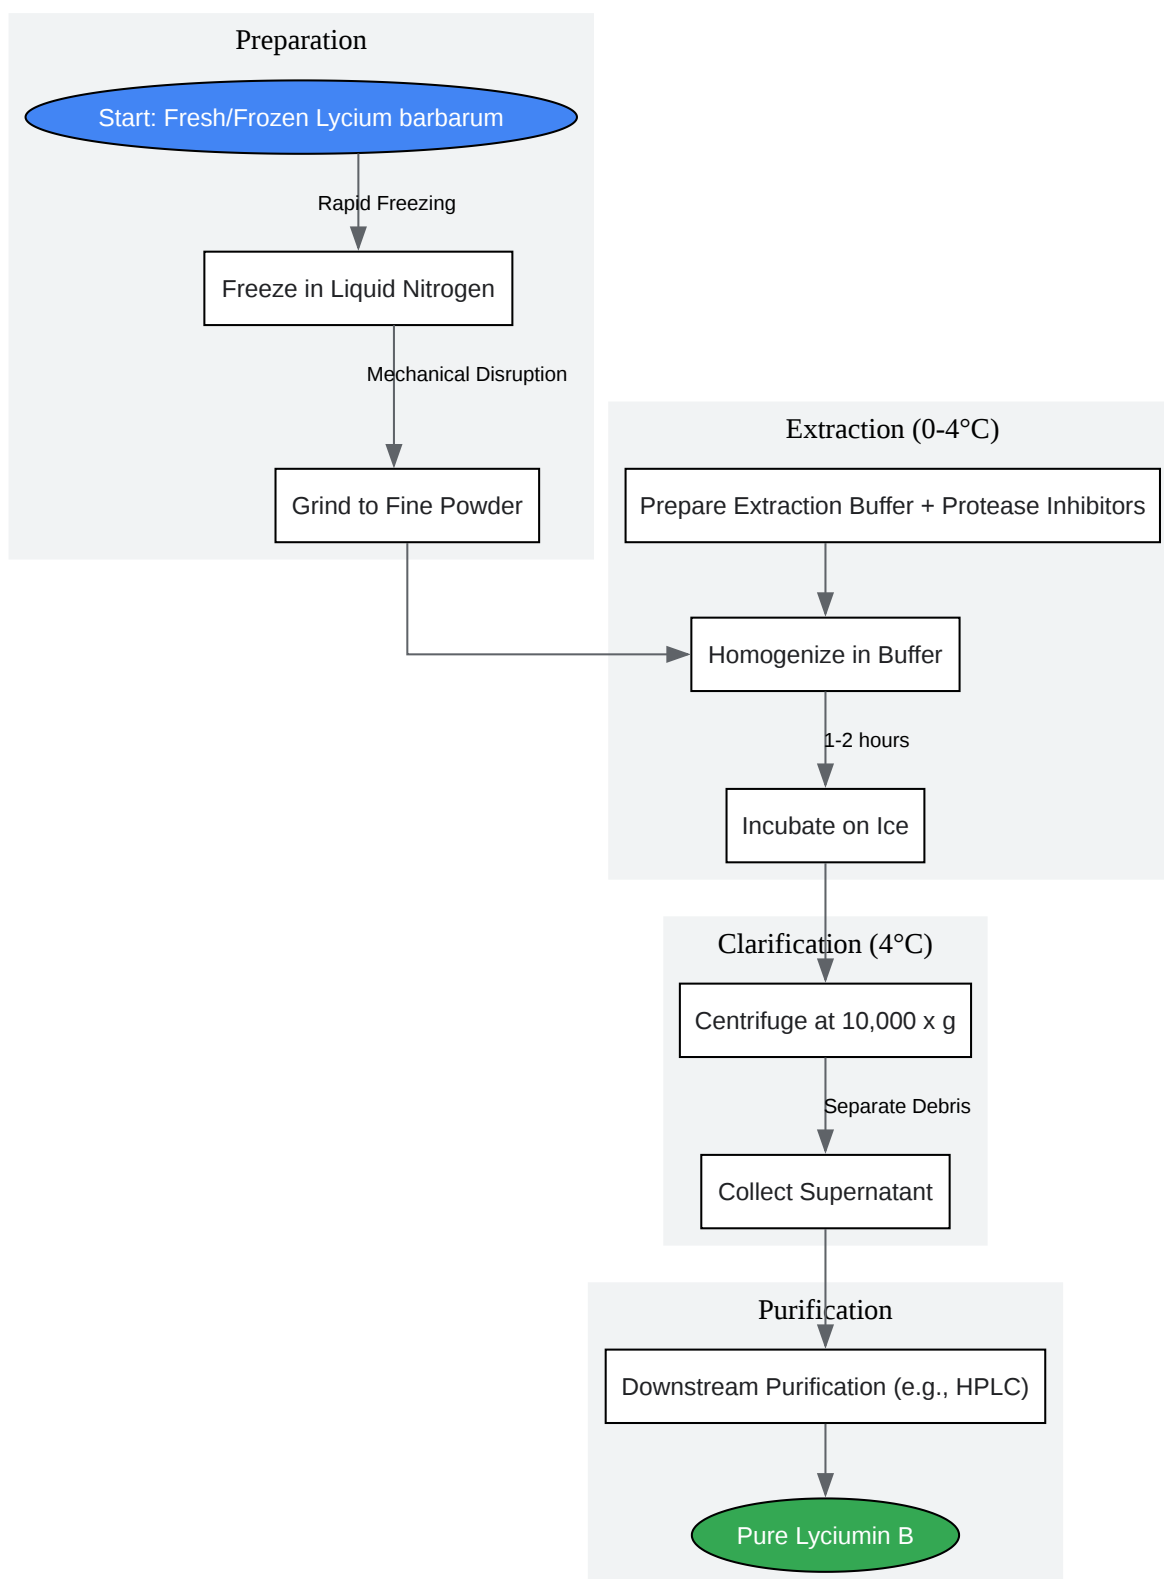 Preparation
Start: Fresh/Frozen Lycium barbarum
Rapid Freezing
Freeze in Liquid Nitrogen
Mechanical Disruption
Grind to Fine Powder
Extraction (0-4°C)
Prepare Extraction Buffer + Protease Inhibitors
Homogenize in Buffer
1-2 hours
Incubate on Ice
Clarification (4°C)
Centrifuge at 10,000 x g
Separate Debris
Collect Supernatant
Purification
Downstream Purification (e.g., HPLC)
Pure Lyciumin B